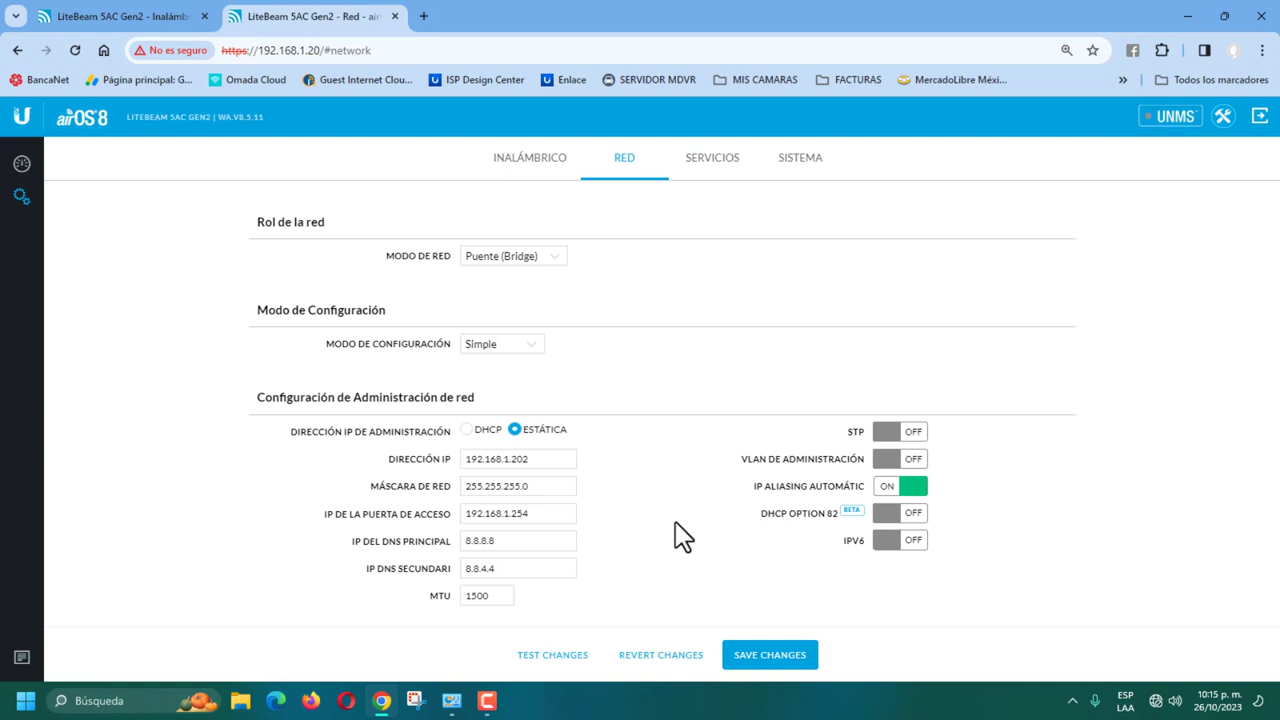 LiteBeam 5AC Gen2 - Inalámb
LiteBeam 5AC Gen2 - Red - air
No es seguro
https://192.168.1.20/#network
BancaNet
Página principal: G...
Omada Cloud
Guest Internet Clou...
ISP Design Center
Enlace
SERVIDOR MDVR
MIS CAMARAS
FACTURAS
MercadoLibre Méxi...
Todos los marcadores
airOS 8
LITEBEAM 5AC GEN2 | WA.V8.5.11
UNMS
INALÁMBRICO
RED
SERVICIOS
SISTEMA
Rol de la red
MODO DE RED
Puente (Bridge)
Modo de Configuración
MODO DE CONFIGURACIÓN
Simple
Configuración de Administración de red
DIRECCIÓN IP DE ADMINISTRACIÓN
DHCP
ESTÁTICA
DIRECCIÓN IP
192.168.1.202
MÁSCARA DE RED
255.255.255.0
IP DE LA PUERTA DE ACCESO
192.168.1.254
IP DEL DNS PRINCIPAL
8.8.8.8
IP DNS SECUNDARI
8.8.4.4
MTU
1500
STP
OFF
VLAN DE ADMINISTRACIÓN
OFF
IP ALIASING AUTOMÁTIC
ON
DHCP OPTION 82
BETA
OFF
IPV6
OFF
TEST CHANGES
REVERT CHANGES
SAVE CHANGES
Búsqueda
ESP
LAA
10:15 p. m.
26/10/2023